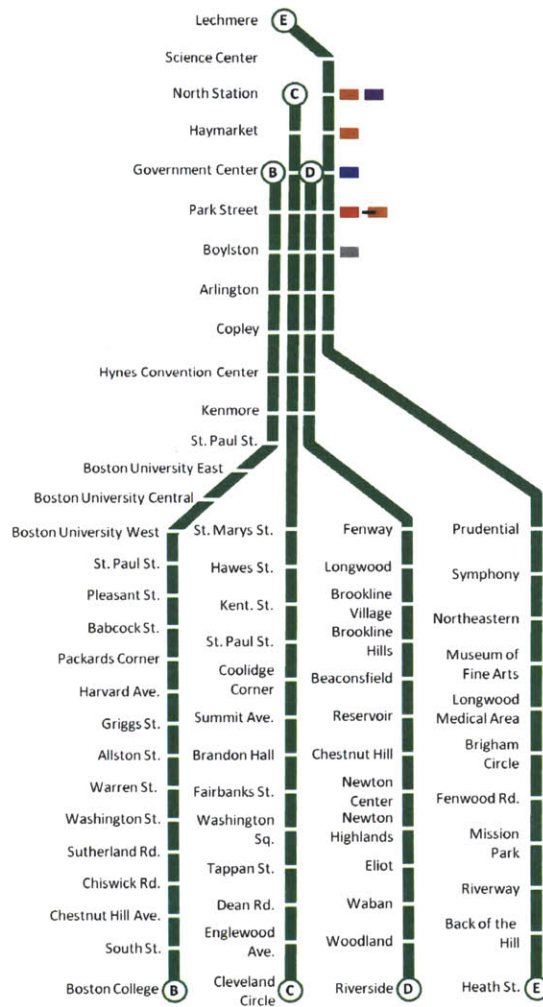 Lechmere
E
Science Center
North Station
C
Haymarket
Government Center
B
D
Park Street
Boylston
Arlington
Copley
Hynes Convention Center
Kenmore
St. Paul St.
Boston University East
Boston University Central
Boston University West
St. Paul St.
Pleasant St.
Babcock St.
Packards Corner
Harvard Ave.
Griggs St.
Allston St.
Warren St.
Washington St.
Sutherland Rd.
Chiswick Rd.
Chestnut Hill Ave.
South St.
Boston College
B
St. Marys St.
Hawes St.
Kent. St.
St. Paul St.
Coolidge
Corner
Summit Ave.
Brandon Hall
Fairbanks St.
Washington
Sq.
Tappan St.
Dean Rd.
Englewood
Ave.
Cleveland
Circle
C
Fenway
Longwood
Brookline
Village
Brookline
Hills
Beaconsfield
Reservoir
Chestnut Hill
Newton
Center
Newton
Highlands
Eliot
Waban
Woodland
Riverside
D
Prudential
Symphony
Northeastern
Museum of
Fine Arts
Longwood
Medical Area
Brigham
Circle
Fenwood Rd.
Mission
Park
Riverway
Back of the
Hill
Heath St.
E